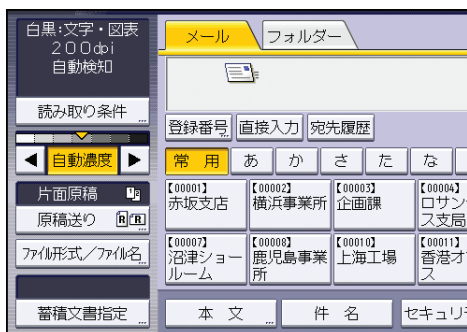 白黒:文字・図表
200dpi
自動検知
読み取り条件
自動濃度
片面原稿
原稿送り
ファイル形式/ファイル名
蓄積文書指定
メール
フォルダー
登録番号
直接入力
宛先履歴
常用
あ
か
さ
た
な
【00001】
赤坂支店
【00002】
横浜事業所
【00003】
企画課
【00004】
ロサン
ス支局
【00007】
沼津ショー
ルーム
【00008】
鹿児島事業
所
【00010】
上海工場
【00011】
香港オ
ス
本文
件名
セキュリ